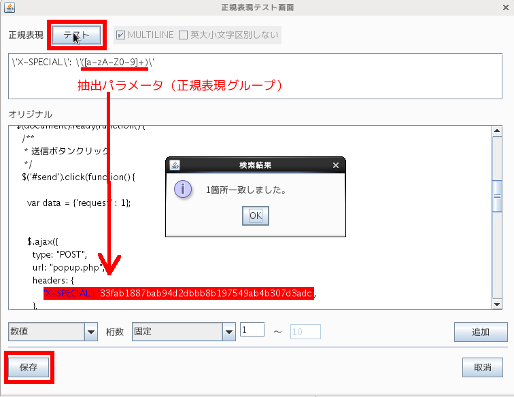 正規表現テスト画面
正規表現 テスト MULTILINE 英大小文字区別しない
\'X-SPECIAL\': \'([a-zA-Z0-9]+)\'
抽出パラメータ（正規表現グループ）
オリジナル
$(document).ready(function(){
/**
* 送信ボタンクリック
*/
$('#send').click(function(){
var data = {'request' : 1};
$.ajax({
type: "POST",
url: "popup.php",
headers: {
'X-SPECIAL': '33fab1887bab94d2dbbb8b197549ab4b307d3adc',
},
検索結果
1箇所一致しました。
OK
数値 桁数 固定 1 ～ 10 追加
保存 取消